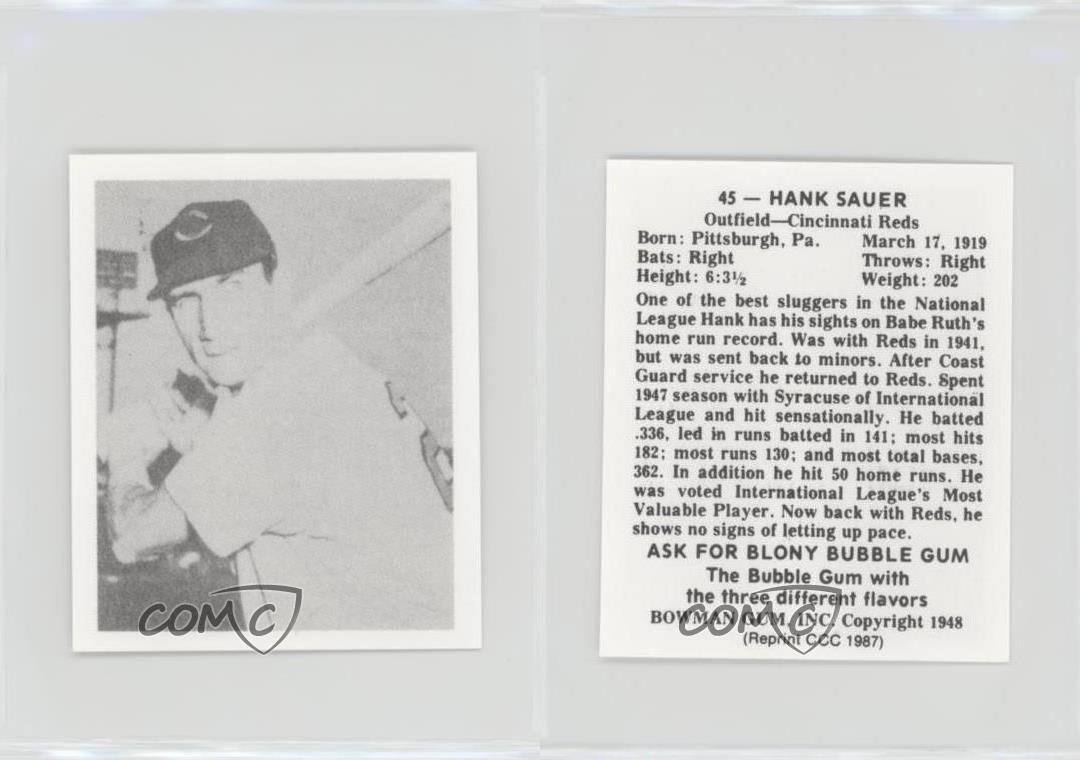 45 — HANK SAUER
Outfield—Cincinnati Reds
Born: Pittsburgh, Pa. March 17, 1919
Bats: Right Throws: Right
Height: 6:3½ Weight: 202
One of the best sluggers in the National
League Hank has his sights on Babe Ruth's
home run record. Was with Reds in 1941,
but was sent back to minors. After Coast
Guard service he returned to Reds. Spent
1947 season with Syracuse of International
League and hit sensationally. He batted
.336, led in runs batted in 141; most hits
182; most runs 130; and most total bases,
362. In addition he hit 50 home runs. He
was voted International League's Most
Valuable Player. Now back with Reds, he
shows no signs of letting up pace.
ASK FOR BLONY BUBBLE GUM
The Bubble Gum with
the three different flavors
BOWMAN GUM, INC. Copyright 1948
(Reprint CCC 1987)
COMC
COMC